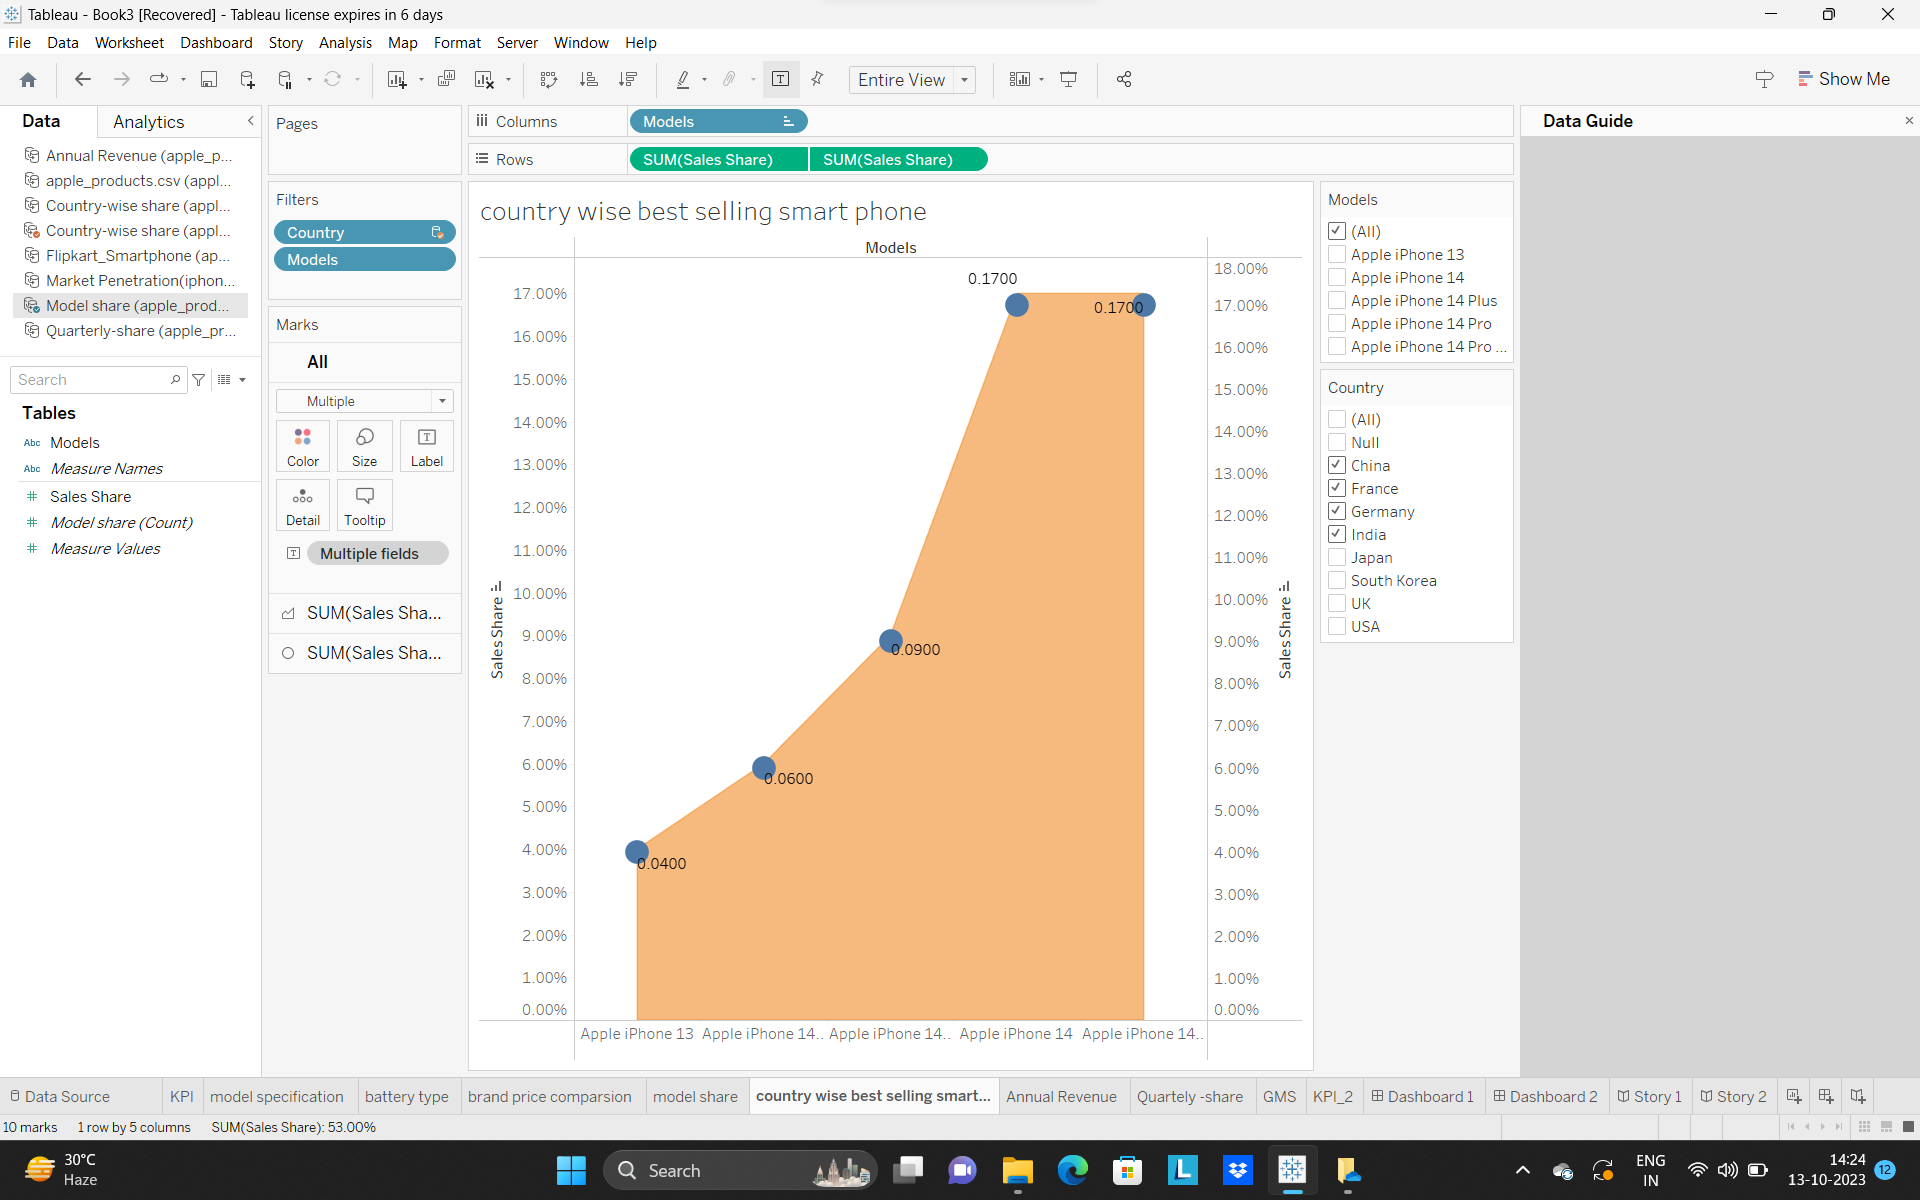 Tableau - Book3 [Recovered] - Tableau license expires in 6 days
File Data Worksheet Dashboard Story Analysis Map Format Server Window Help
Entire View
Show Me
Data Analytics
Annual Revenue (apple_p...
apple_products.csv (appl...
Country-wise share (appl...
Country-wise share (appl...
Flipkart_Smartphone (ap...
Market Penetration(iphon...
Model share (apple_prod...
Quarterly-share (apple_pr...
Search
Tables
Abc Models
Abc Measure Names
# Sales Share
# Model share (Count)
# Measure Values
Pages
Filters
Country
Models
Marks
All
Multiple
Color Size Label
Detail Tooltip
Multiple fields
SUM(Sales Sha...
SUM(Sales Sha...
Columns Models
Rows SUM(Sales Share) SUM(Sales Share)
country wise best selling smart phone
Models
17.00%
16.00%
15.00%
14.00%
13.00%
12.00%
11.00%
10.00%
9.00%
8.00%
7.00%
6.00%
5.00%
4.00%
3.00%
2.00%
1.00%
0.00%
Sales Share
0.1700
0.1700
0.0900
0.0600
0.0400
18.00%
17.00%
16.00%
15.00%
14.00%
13.00%
12.00%
11.00%
10.00%
9.00%
8.00%
7.00%
6.00%
5.00%
4.00%
3.00%
2.00%
1.00%
0.00%
Sales Share
Apple iPhone 13 Apple iPhone 14.. Apple iPhone 14.. Apple iPhone 14 Apple iPhone 14..
Models
(All)
Apple iPhone 13
Apple iPhone 14
Apple iPhone 14 Plus
Apple iPhone 14 Pro
Apple iPhone 14 Pro ...
Country
(All)
Null
China
France
Germany
India
Japan
South Korea
UK
USA
Data Guide
Data Source KPI model specification battery type brand price comparsion model share country wise best selling smart... Annual Revenue Quartely -share GMS KPI_2 Dashboard 1 Dashboard 2 Story 1 Story 2
10 marks 1 row by 5 columns SUM(Sales Share): 53.00%
30°C
Haze
Search
L
ENG
IN
14:24
13-10-2023
12